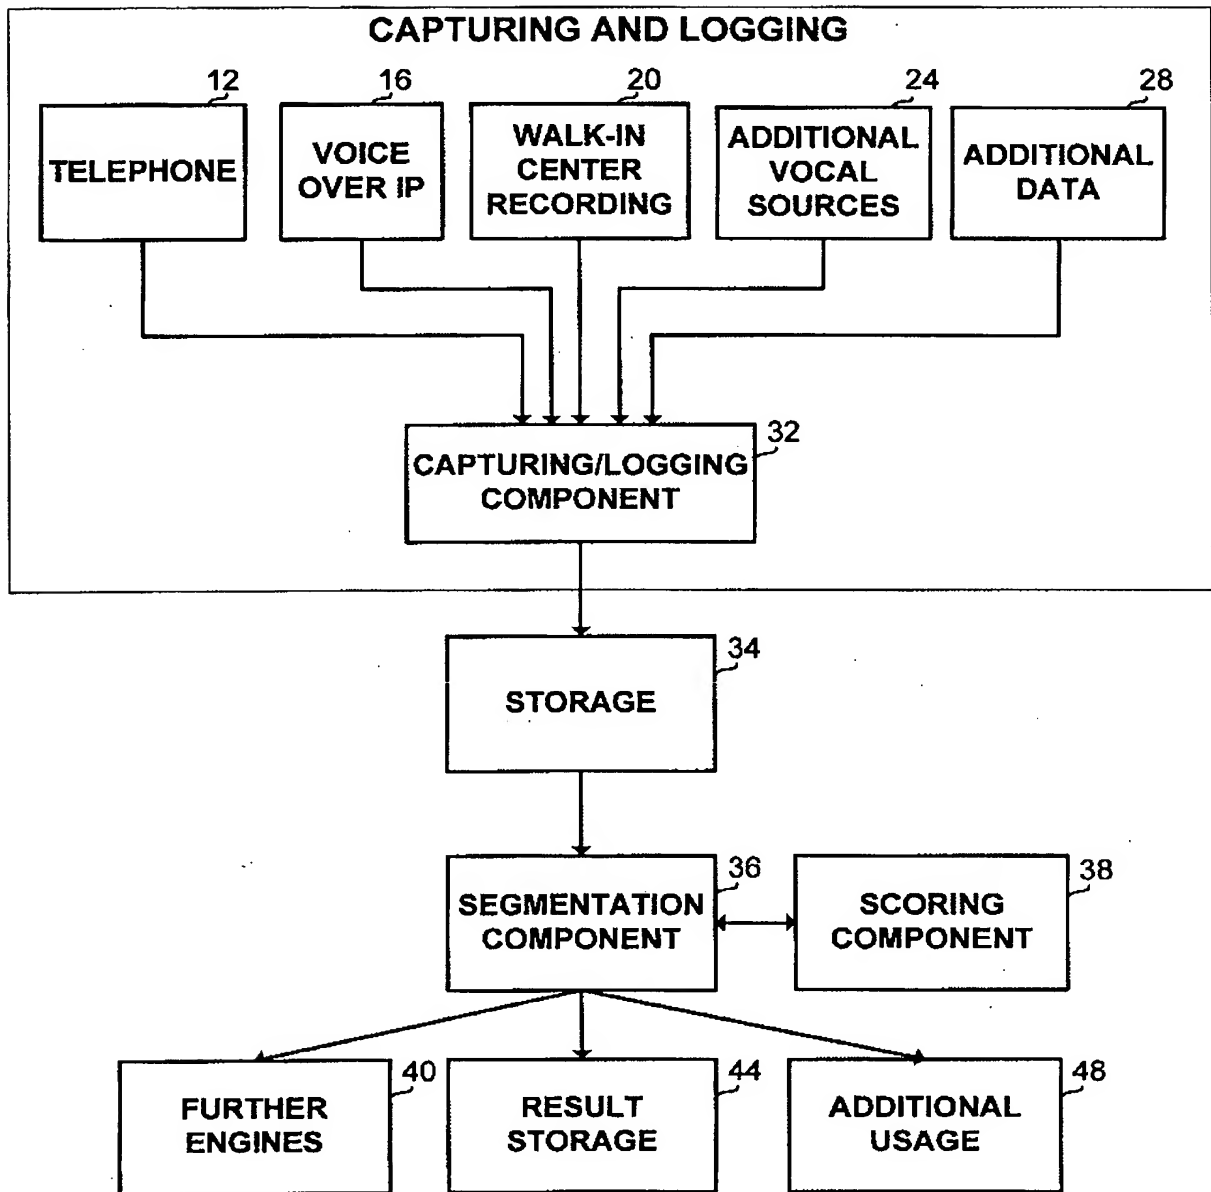 CAPTURING AND LOGGING
12
16
20
24
28
TELEPHONE
VOICE
OVER IP
WALK-IN
CENTER
RECORDING
ADDITIONAL
VOCAL
SOURCES
ADDITIONAL
DATA
32
CAPTURING/LOGGING
COMPONENT
34
STORAGE
36
SEGMENTATION
COMPONENT
38
SCORING
COMPONENT
40
FURTHER
ENGINES
44
RESULT
STORAGE
48
ADDITIONAL
USAGE